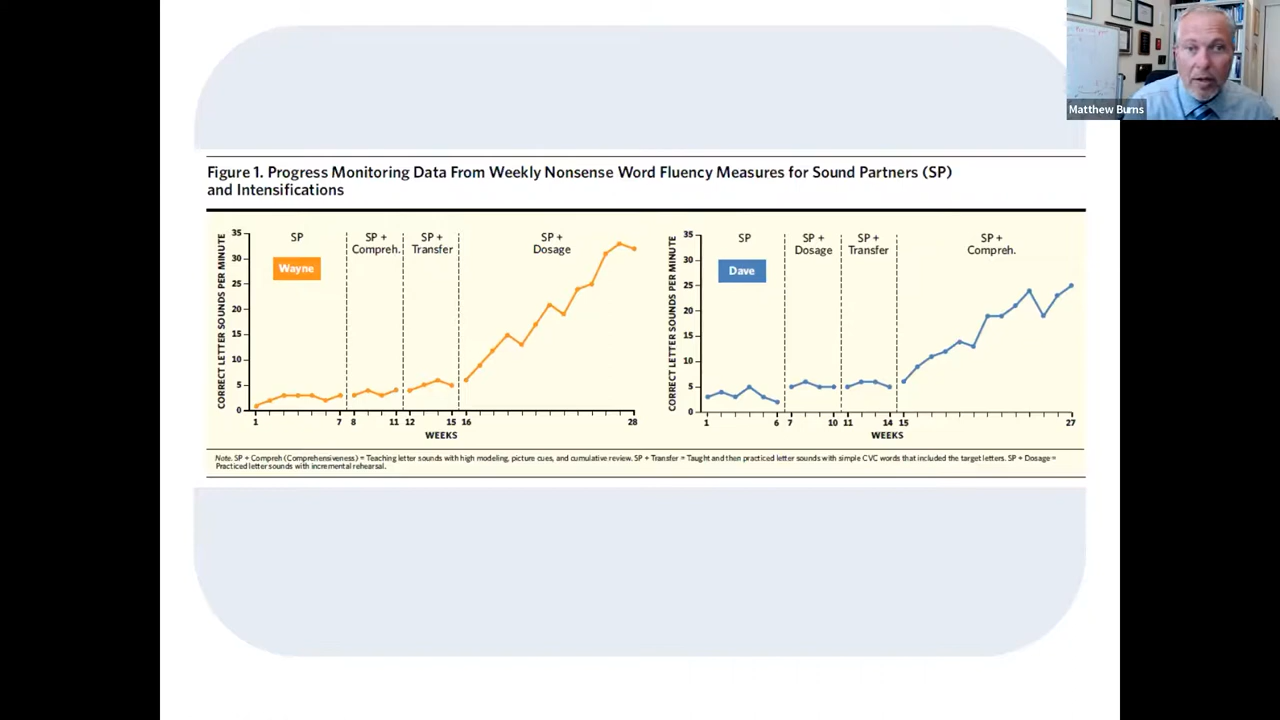 Matthew Burns
Figure 1. Progress Monitoring Data From Weekly Nonsense Word Fluency Measures for Sound Partners (SP)
and Intensifications
CORRECT LETTER SOUNDS PER MINUTE
35
30
25
20
15
10
5
0
SP
Wayne
SP +
Compreh.
SP +
Transfer
SP +
Dosage
1 7 8 11 12 15 16 28
WEEKS
CORRECT LETTER SOUNDS PER MINUTE
35
30
25
20
15
10
5
0
SP
Dave
SP +
Dosage
SP +
Transfer
SP +
Compreh.
1 6 7 10 11 14 15 27
WEEKS
Note. SP + Compreh (Comprehensiveness) = Teaching letter sounds with high modeling, picture cues, and cumulative review. SP + Transfer = Taught and then practiced letter sounds with simple CVC words that included the target letters. SP + Dosage =
Practiced letter sounds with incremental rehearsal.